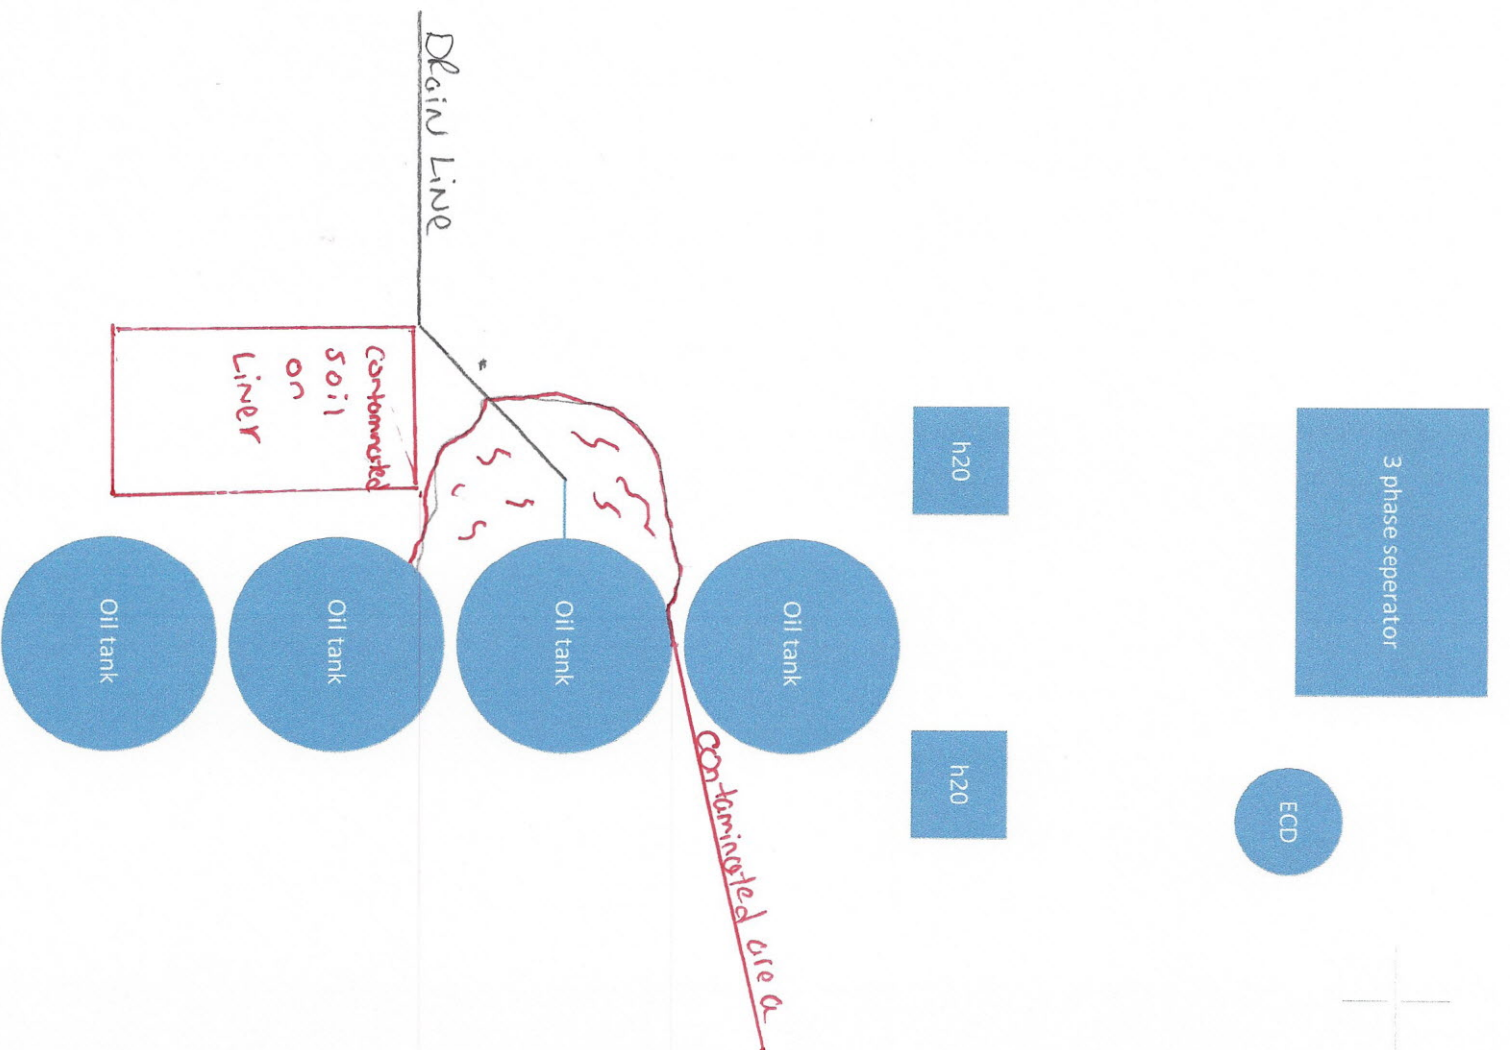 3 phase seperator
ECD
h20
h20
Oil tank
Contaminated area
Oil tank
Drain Line
Contaminated
soil
on
Liner
Oil tank
Oil tank